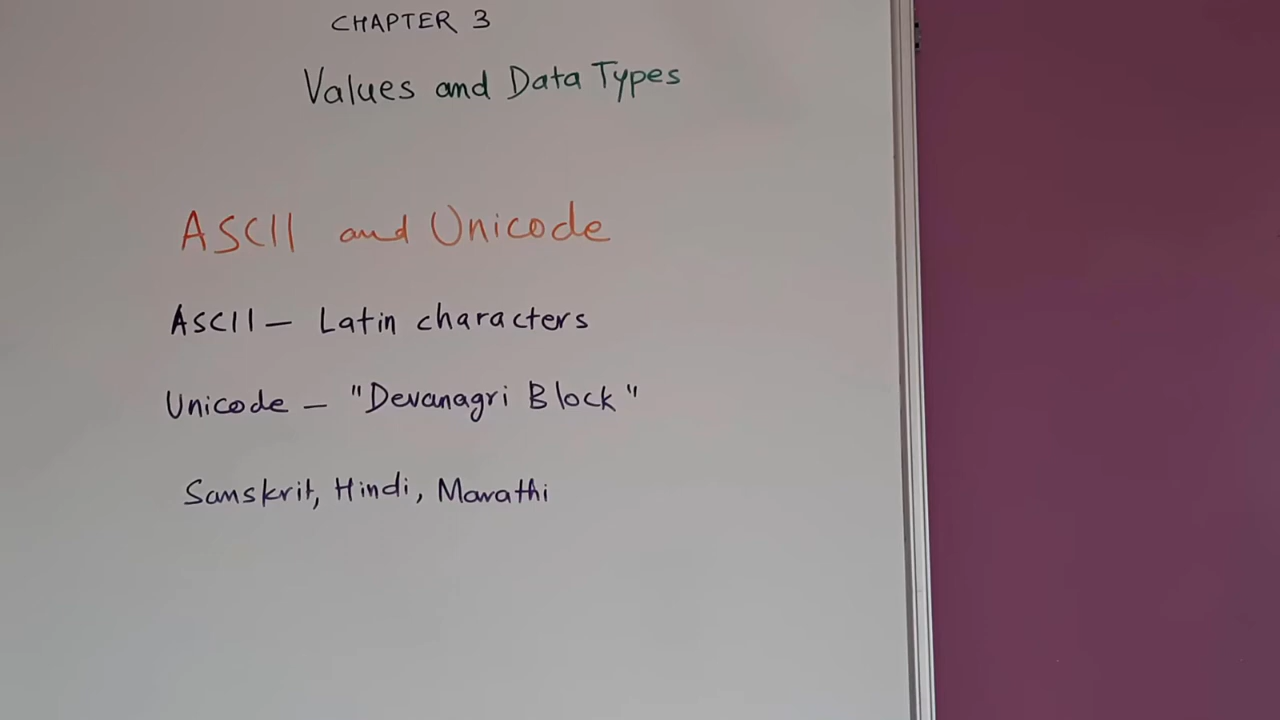 CHAPTER 3
Values and Data Types
ASCII and Unicode
ASCII – Latin characters
Unicode – "Devanagri Block"
Sanskrit, Hindi, Marathi